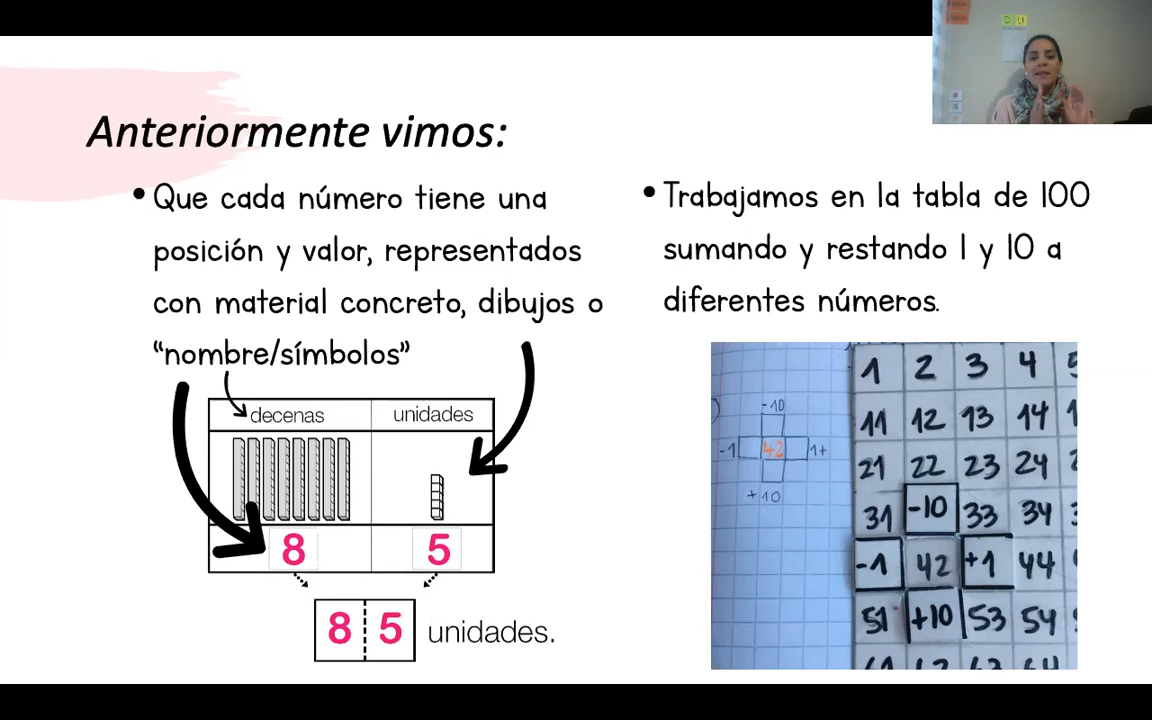 Anteriormente vimos:
• Que cada número tiene una
posición y valor, representados
con material concreto, dibujos o
“nombre/símbolos”
decenas unidades
8 5
8 5 unidades.
• Trabajamos en la tabla de 100
sumando y restando 1 y 10 a
diferentes números.
-10
-1 42 1+
+10
1 2 3 4
11 12 13 14
21 22 23 24
31 -10 33 34
-1 42 +1 44
51 +10 53 54